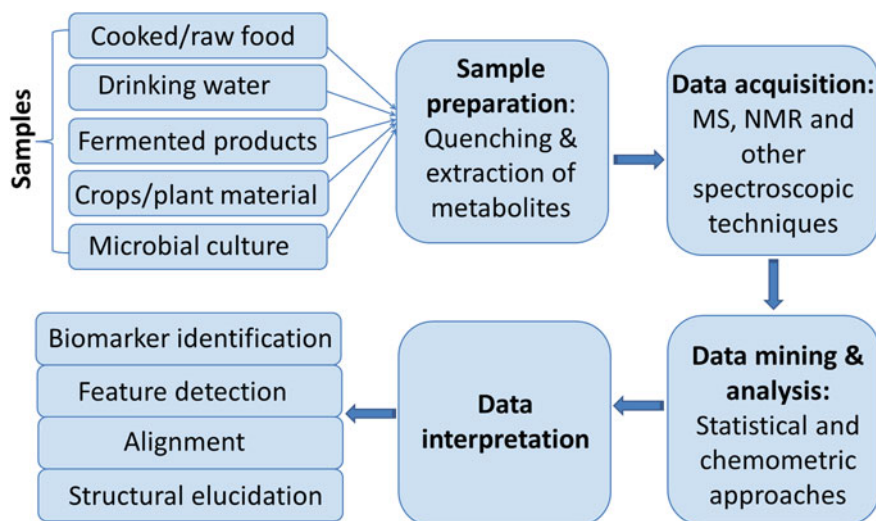 Samples
Cooked/raw food
Drinking water
Fermented products
Crops/plant material
Microbial culture
Sample
preparation:
Quenching &
extraction of
metabolites
Data acquisition:
MS, NMR and
other
spectroscopic
techniques
Data mining &
analysis:
Statistical and
chemometric
approaches
Data
interpretation
Biomarker identification
Feature detection
Alignment
Structural elucidation